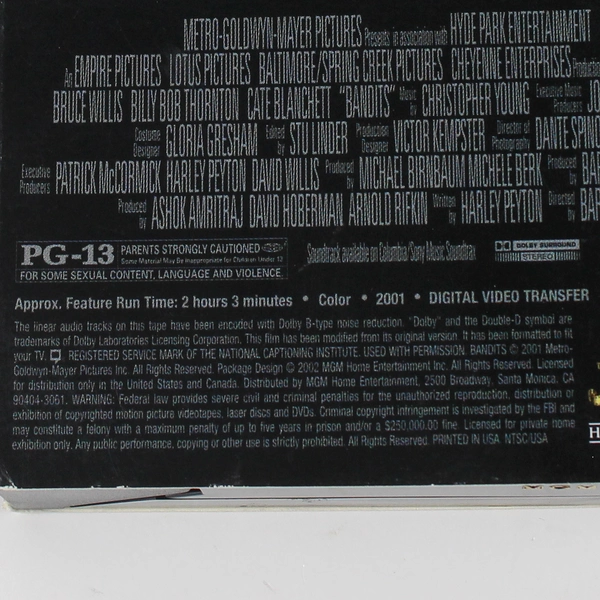 METRO-GOLDWYN-MAYER PICTURES Presents in association with HYDE PARK ENTERTAINMENT
An EMPIRE PICTURES LOTUS PICTURES BALTIMORE/SPRING CREEK PICTURES CHEYENNE ENTERPRISES Production
BRUCE WILLIS BILLY BOB THORNTON CATE BLANCHETT "BANDITS" Music by CHRISTOPHER YOUNG Executive Music Producers JO
Costume Designer GLORIA GRESHAM Edited by STU LINDER Production Designer VICTOR KEMPSTER Director of Photography DANTE SPINO
Executive Producers PATRICK McCORMICK HARLEY PEYTON DAVID WILLIS Produced by MICHAEL BIRNBAUM MICHELE BERK Produced by BAR
Produced by ASHOK AMRITRAJ DAVID HOBERMAN ARNOLD RIFKIN Written by HARLEY PEYTON Directed by BAR
PG-13 PARENTS STRONGLY CAUTIONED
Some Material May Be Inappropriate for Children Under 13
FOR SOME SEXUAL CONTENT, LANGUAGE AND VIOLENCE.
Soundtrack available on Columbia/Sony Music Soundtrax
DOLBY SURROUND
STEREO
Approx. Feature Run Time: 2 hours 3 minutes • Color • 2001 • DIGITAL VIDEO TRANSFER
The linear audio tracks on this tape have been encoded with Dolby B-type noise reduction. "Dolby" and the Double-D symbol are
trademarks of Dolby Laboratories Licensing Corporation. This film has been modified from its original version. It has been formatted to fit
your TV. REGISTERED SERVICE MARK OF THE NATIONAL CAPTIONING INSTITUTE. USED WITH PERMISSION. BANDITS © 2001 Metro-
Goldwyn-Mayer Pictures Inc. All Rights Reserved. Package Design © 2002 MGM Home Entertainment Inc. All Rights Reserved. Licensed
for distribution only in the United States and Canada. Distributed by MGM Home Entertainment, 2500 Broadway, Santa Monica, CA
90404-3061. WARNING: Federal law provides severe civil and criminal penalties for the unauthorized reproduction, distribution or
exhibition of copyrighted motion picture videotapes, laser discs and DVDs. Criminal copyright infringement is investigated by the FBI and
may constitute a felony with a maximum penalty of up to five years in prison and/or a $250,000.00 fine. Licensed for private home
exhibition only. Any public performance, copying or other use is strictly prohibited. All Rights Reserved. PRINTED IN USA NTSC/USA
H